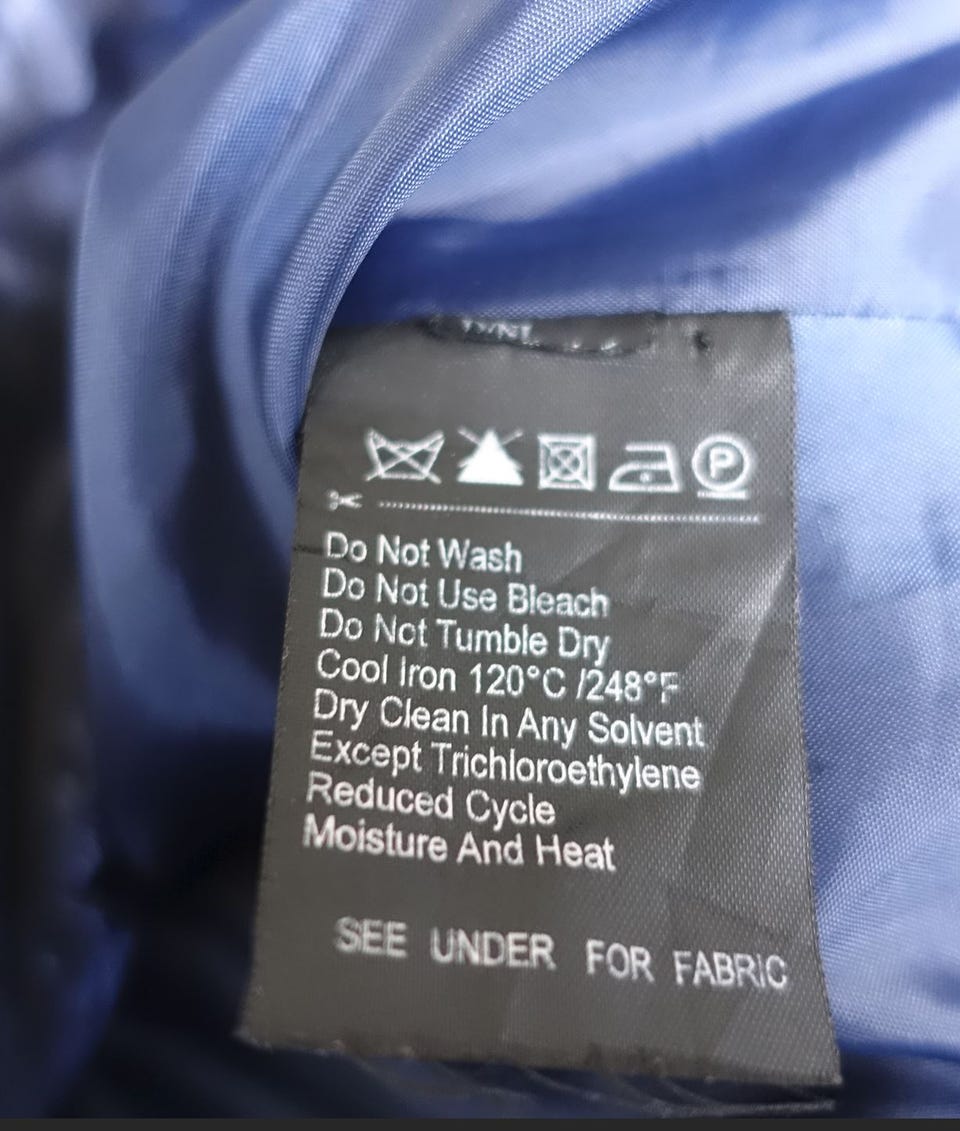 P
Do Not Wash
Do Not Use Bleach
Do Not Tumble Dry
Cool Iron 120°C /248°F
Dry Clean In Any Solvent
Except Trichloroethylene
Reduced Cycle
Moisture And Heat
SEE UNDER FOR FABRIC